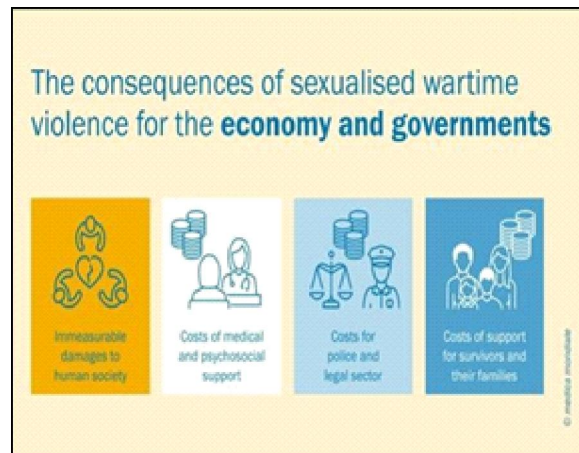 The consequences of sexualised wartime
violence for the economy and governments
Immeasurable
damages to
human society
Costs of medical
and psychosocial
support
Costs for
police and
legal sector
Costs of support
for survivors and
their families
© medica mondiale